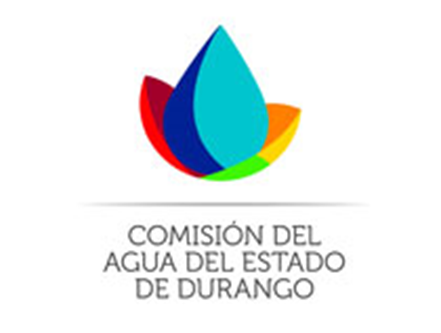 COMISIÓN DEL
AGUA DEL ESTADO
DE DURANGO